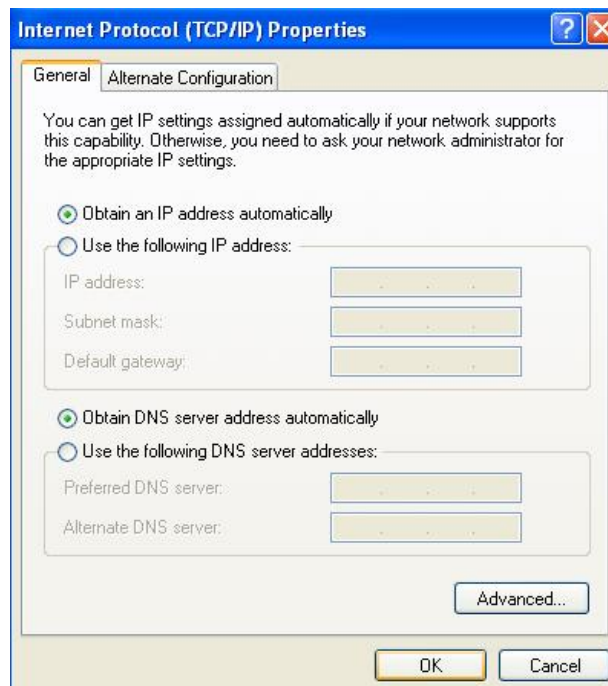 Internet Protocol (TCP/IP) Properties
General
Alternate Configuration
You can get IP settings assigned automatically if your network supports
this capability. Otherwise, you need to ask your network administrator for
the appropriate IP settings.
Obtain an IP address automatically
Use the following IP address:
IP address:
Subnet mask:
Default gateway:
Obtain DNS server address automatically
Use the following DNS server addresses:
Preferred DNS server:
Alternate DNS server:
Advanced...
OK
Cancel